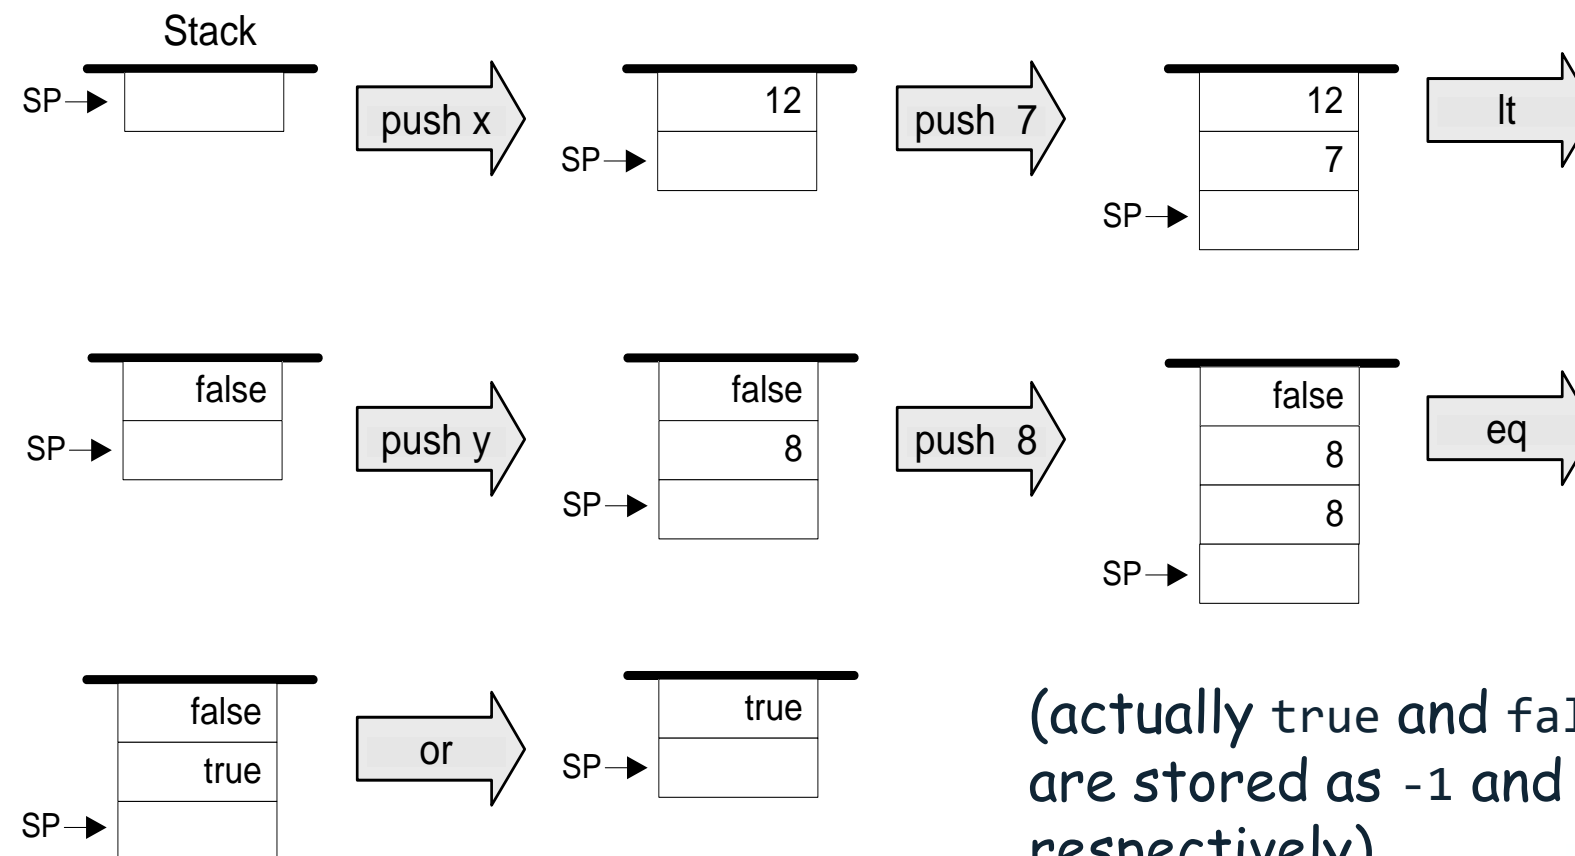 Stack
SP
push x
12
SP
push 7
12
7
SP
lt
false
SP
push y
false
8
SP
push 8
false
8
8
SP
eq
false
true
SP
or
true
SP
(actually true and
are stored as -1 and
respectively)